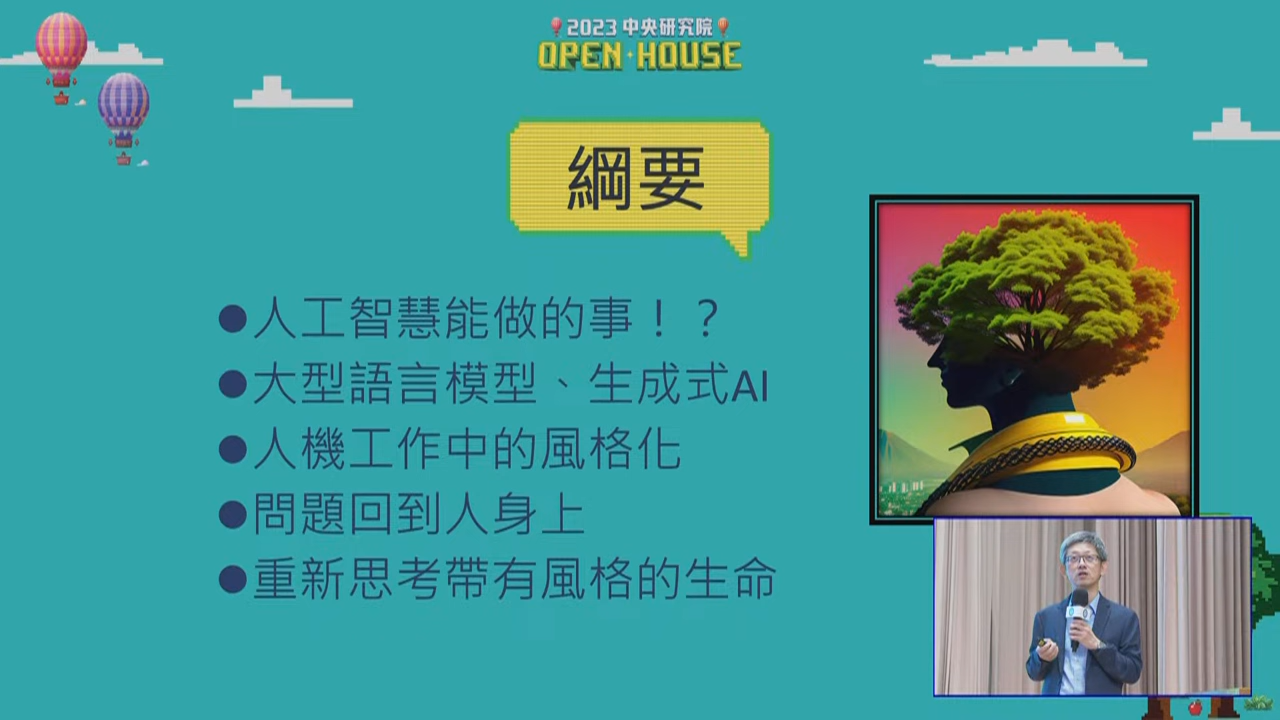 2023 中央研究院
OPEN HOUSE
綱要
●人工智慧能做的事！？
●大型語言模型、生成式AI
●人機工作中的風格化
●問題回到人身上
●重新思考帶有風格的生命